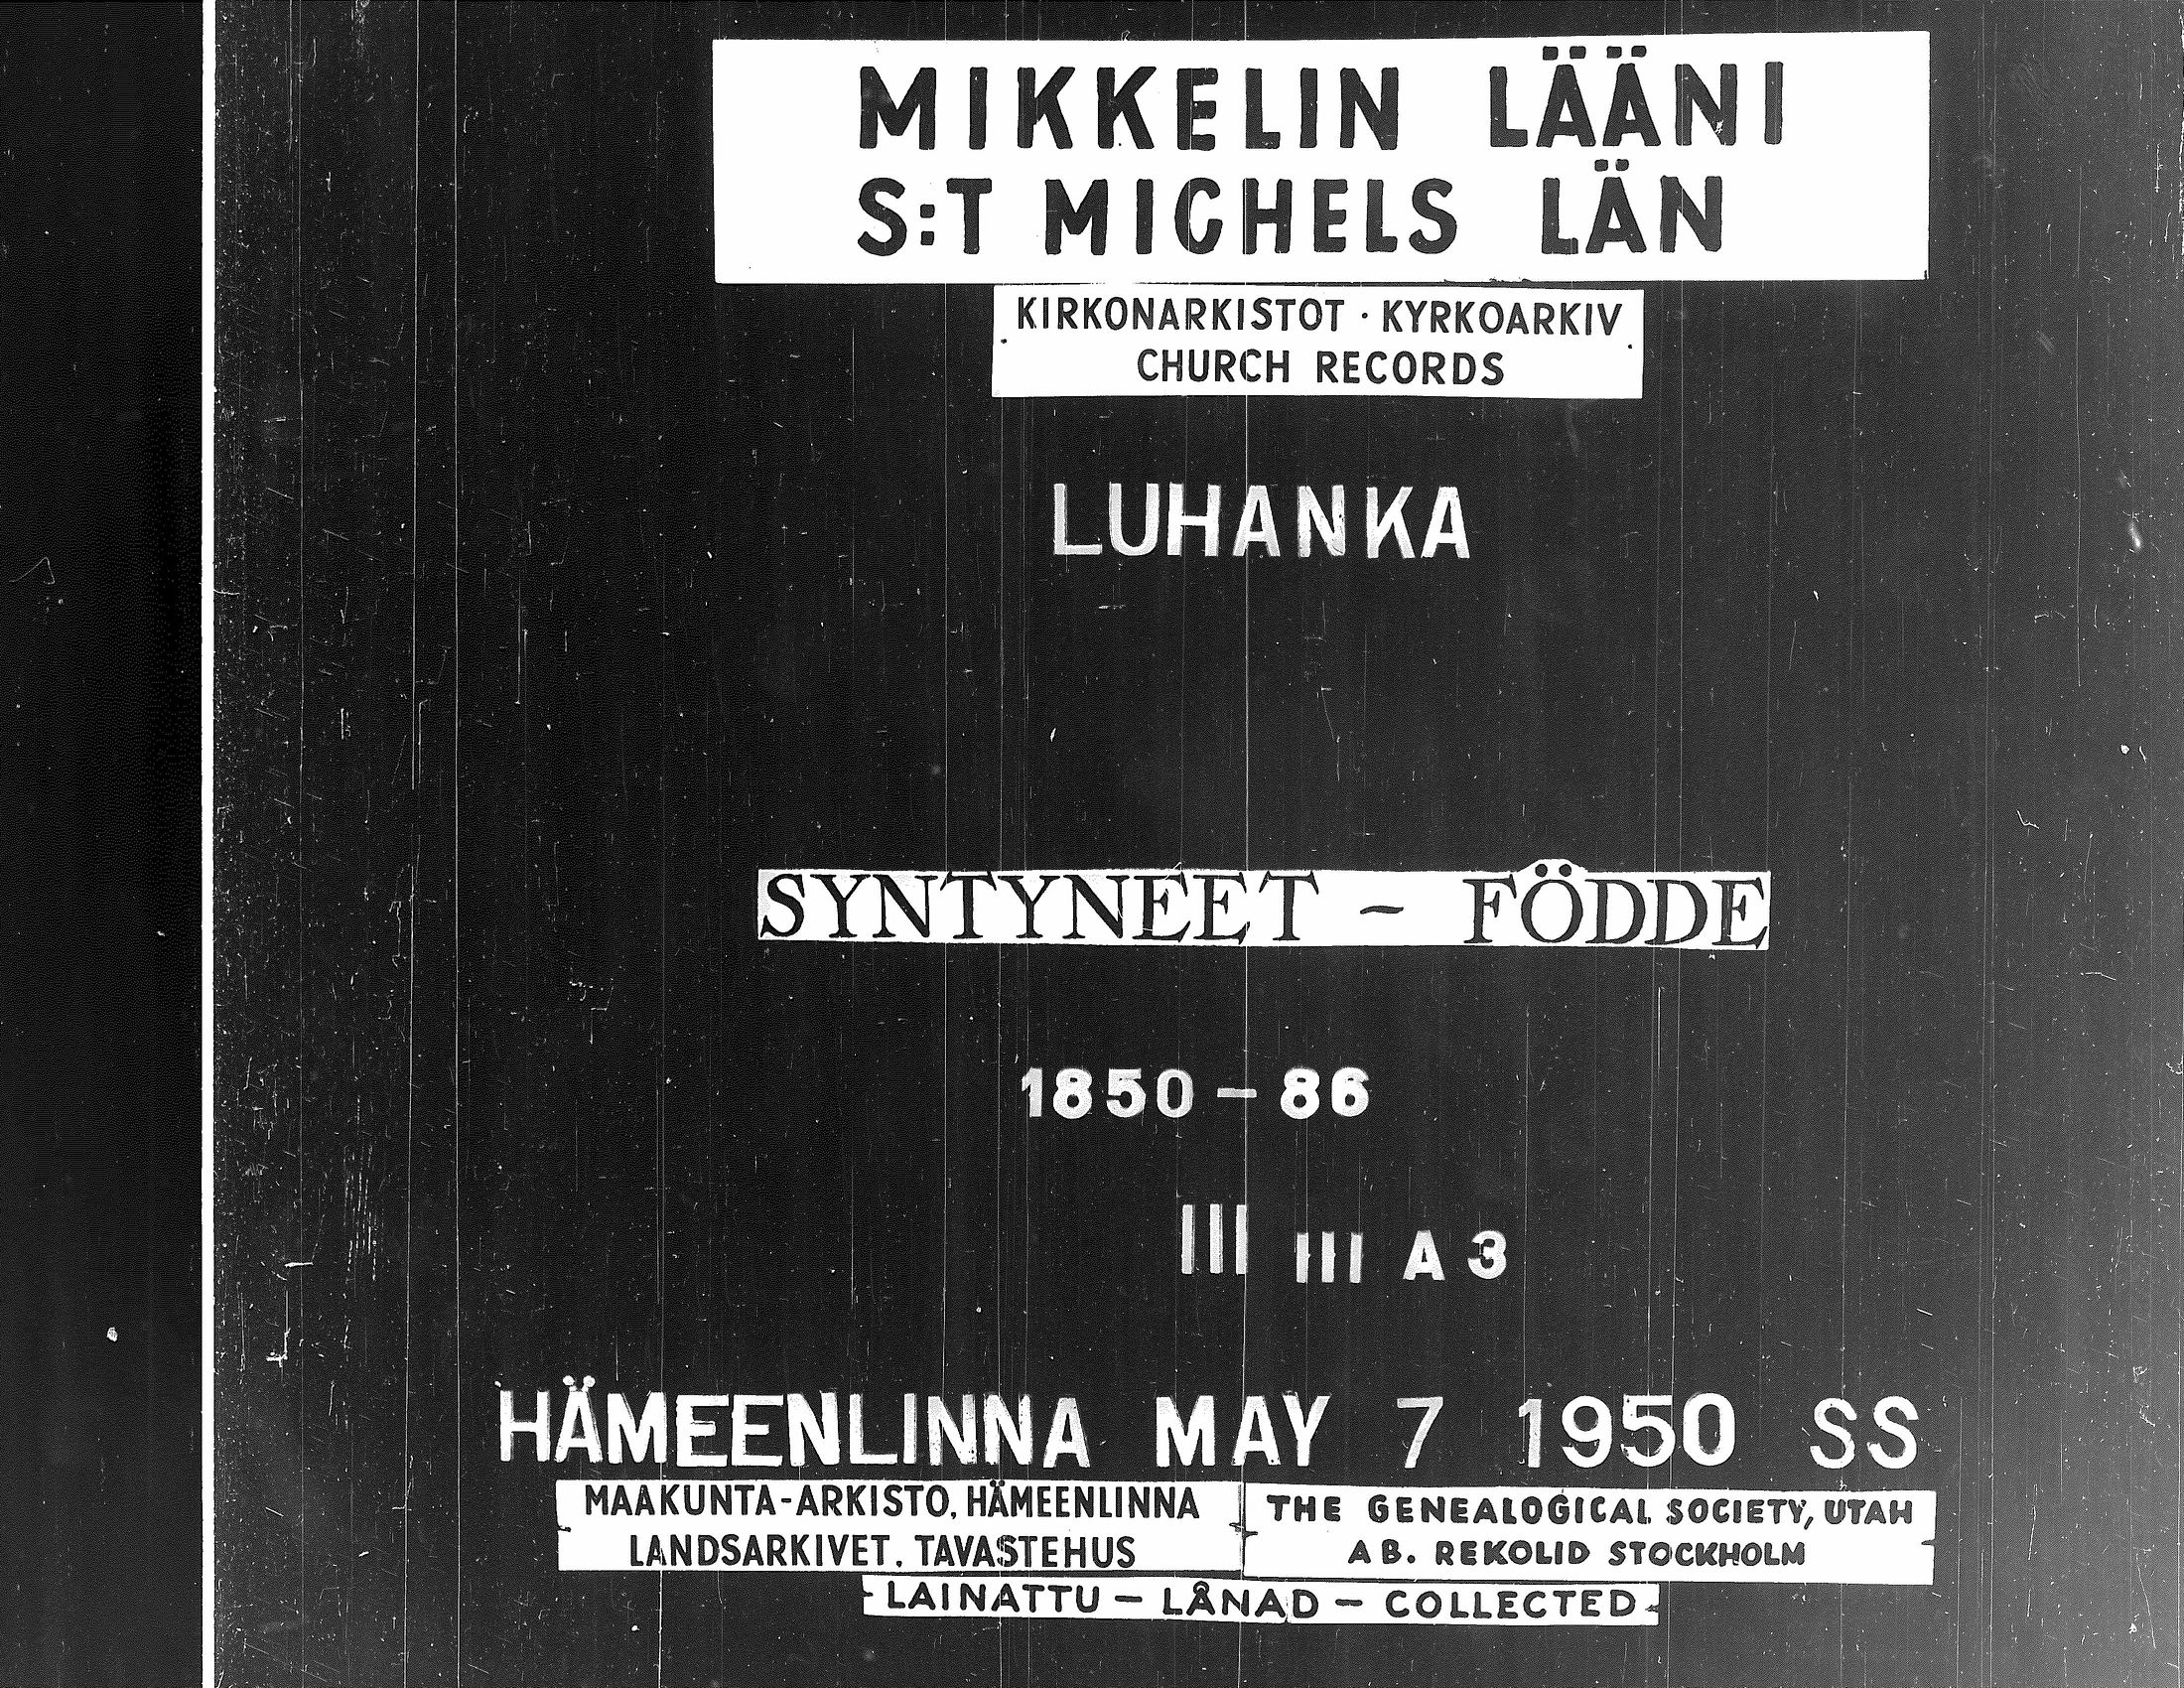 MIKKELIN LÄÄNI
S:T MICHELS LÄN
KIRKONARKISTOT · KYRKOARKIV
CHURCH RECORDS
LUHANKA
SYNTYNEET – FÖDDE
1850 – 86
III III A 3
HÄMEENLINNA MAY 7 1950 SS
MAAKUNTA-ARKISTO, HÄMEENLINNA
LANDSARKIVET, TAVASTEHUS
THE GENEALOGICAL SOCIETY, UTAH
AB. REKOLID STOCKHOLM
LAINATTU – LÅNAD – COLLECTED